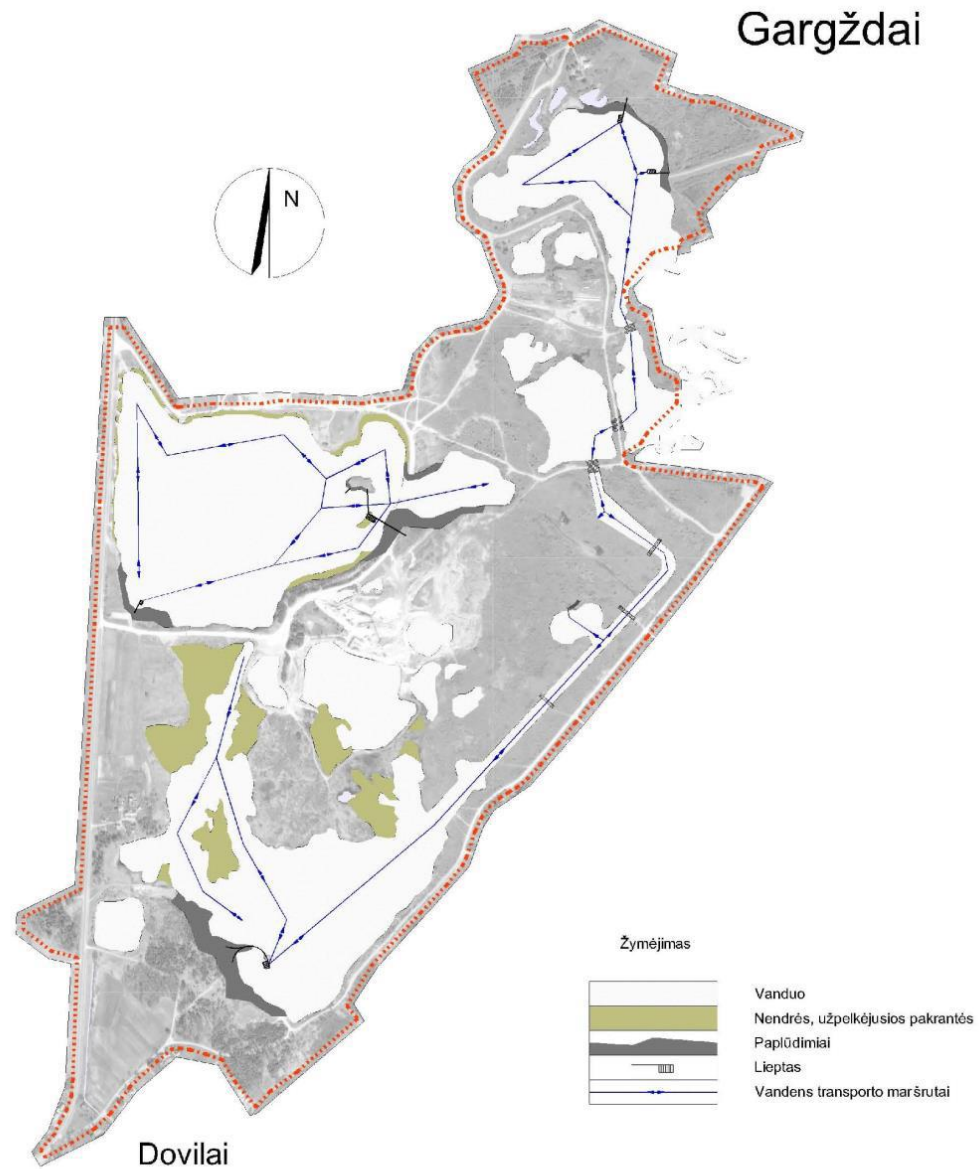 Gargždai
N
Žymėjimas
Vanduo
Nendrės, užpelkėjusios pakrantės
Paplūdimiai
Lieptas
Vandens transporto maršrutai
Dovilai